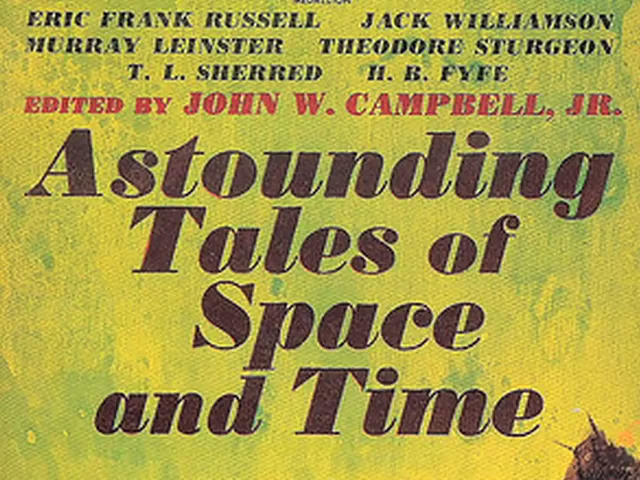 MEDALLION
ERIC FRANK RUSSELL JACK WILLIAMSON
MURRAY LEINSTER THEODORE STURGEON
T. L. SHERRED H. B. FYFE
EDITED BY JOHN W. CAMPBELL, JR.
Astounding
Tales of
Space
and Time